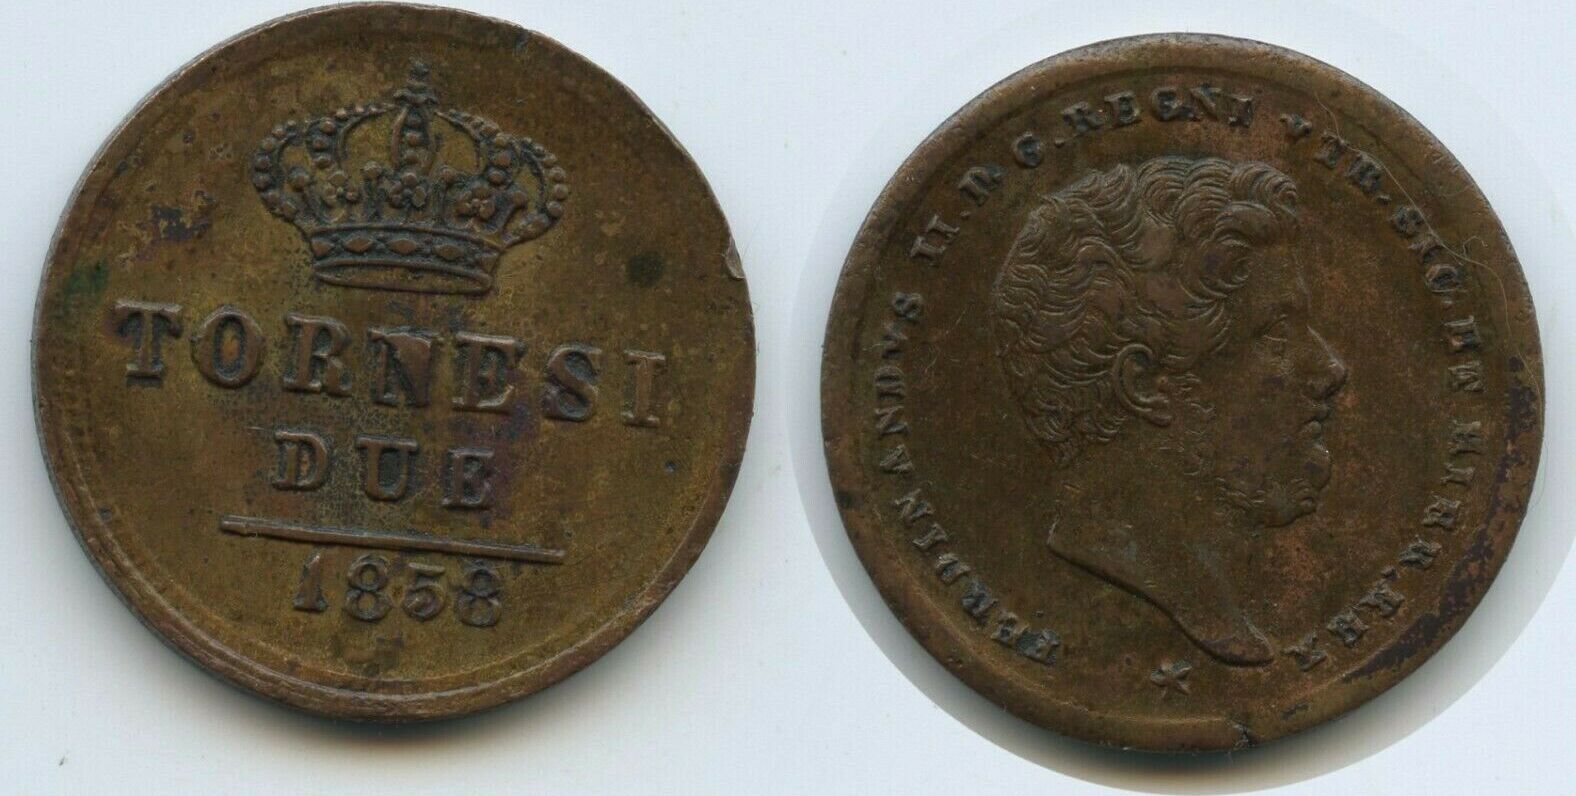 TORNESI
DUE
1858
FERDINANDVS II. D. G. REGNI VTR. SIC. ET HIER. REX